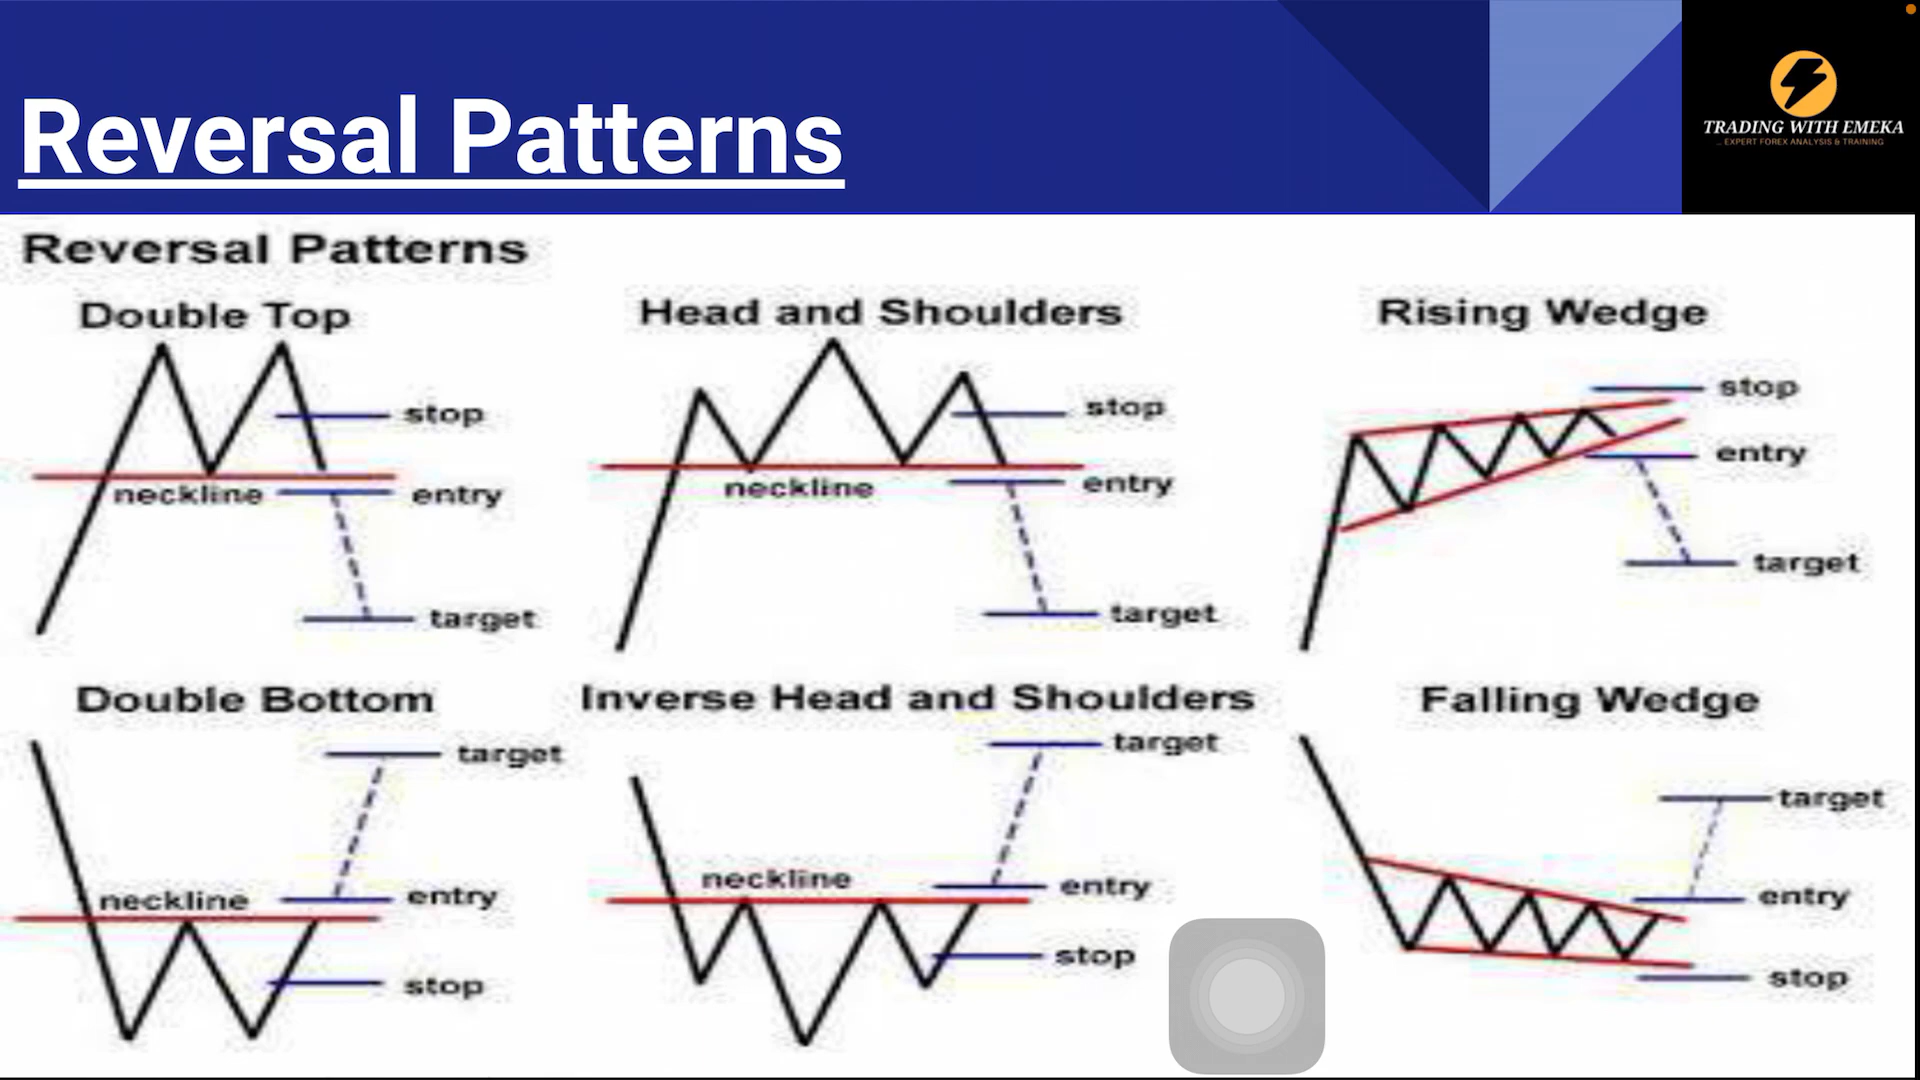 Reversal Patterns
TRADING WITH EMEKA
... EXPERT FOREX ANALYSIS & TRAINING
Reversal Patterns
Double Top
stop
neckline
entry
target
Head and Shoulders
stop
neckline
entry
target
Rising Wedge
stop
entry
target
Double Bottom
target
neckline
entry
stop
Inverse Head and Shoulders
target
neckline
entry
stop
Falling Wedge
target
entry
stop